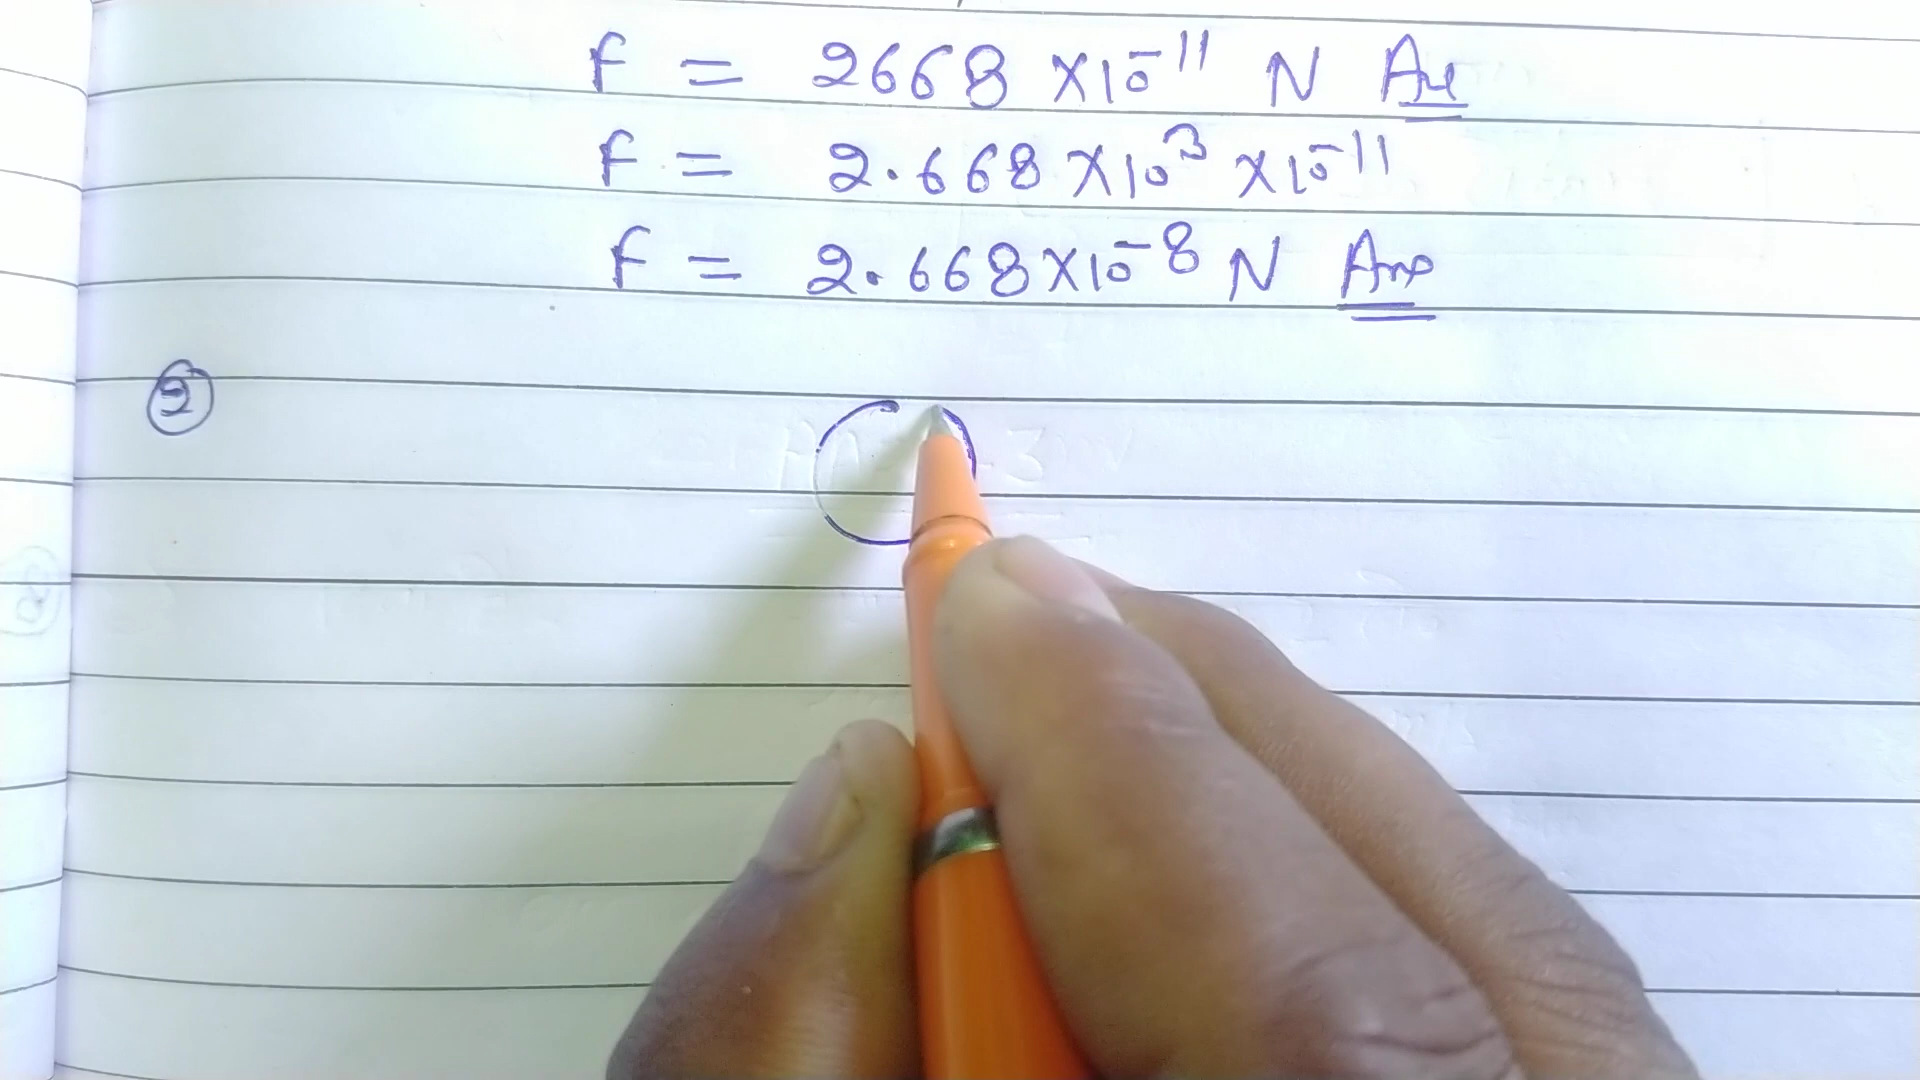 F = 2668 ×10⁻¹¹ N Ans
F = 2.668 ×10³ ×10⁻¹¹
F = 2.668×10⁻⁸ N Ans
②